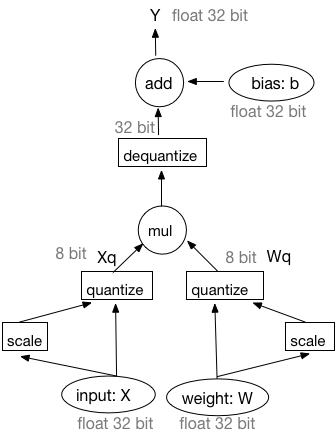 Y float 32 bit
add
bias: b
float 32 bit
32 bit
dequantize
mul
8 bit Xq
8 bit Wq
quantize
quantize
scale
scale
input: X
weight: W
float 32 bit
float 32 bit